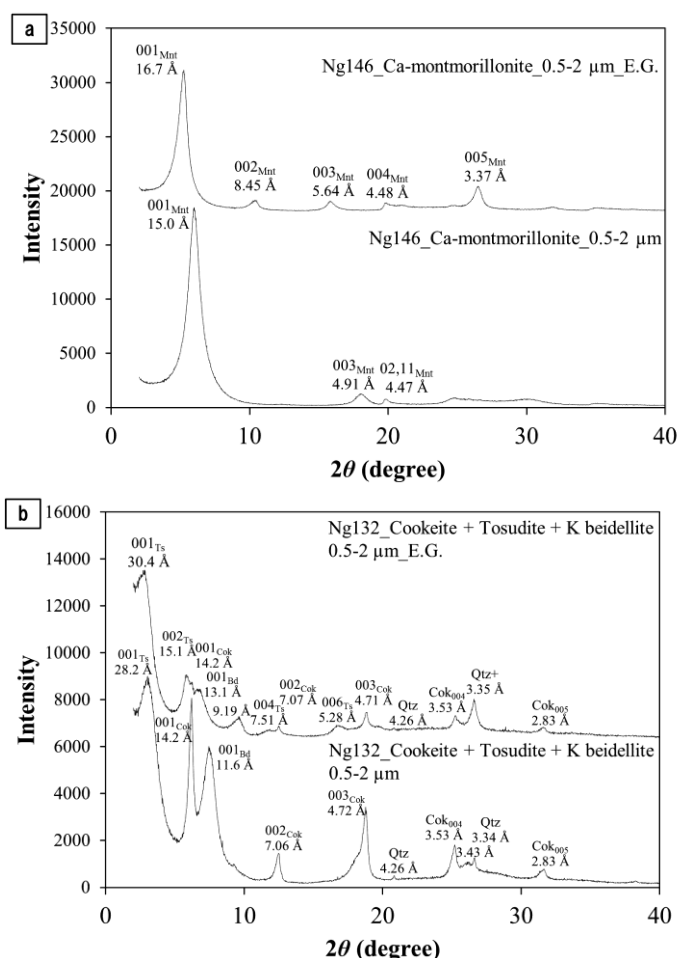 a
35000
30000
25000
20000
15000
10000
5000
0
Intensity
001Mnt
16.7 Å
Ng146_Ca-montmorillonite_0.5-2 µm_E.G.
002Mnt
8.45 Å
003Mnt
5.64 Å
004Mnt
4.48 Å
005Mnt
3.37 Å
001Mnt
15.0 Å
Ng146_Ca-montmorillonite_0.5-2 µm
003Mnt
4.91 Å
02,11Mnt
4.47 Å
0 10 20 30 40
2θ (degree)
b
16000
14000
12000
10000
8000
6000
4000
2000
0
Intensity
Ng132_Cookeite + Tosudite + K beidellite
0.5-2 µm_E.G.
001Ts
30.4 Å
002Ts
15.1 Å
001Cok
14.2 Å
001Bd
13.1 Å
9.19 Å
004Ts
7.51 Å
002Cok
7.07 Å
006Ts
5.28 Å
003Cok
4.71 Å
Qtz
4.26 Å
Cok004
3.53 Å
Qtz+
3.35 Å
Cok005
2.83 Å
Ng132_Cookeite + Tosudite + K beidellite
0.5-2 µm
001Ts
28.2 Å
001Cok
14.2 Å
001Bd
11.6 Å
002Cok
7.06 Å
003Cok
4.72 Å
Qtz
4.26 Å
Cok004
3.53 Å
3.43 Å
Qtz
3.34 Å
Cok005
2.83 Å
0 10 20 30 40
2θ (degree)